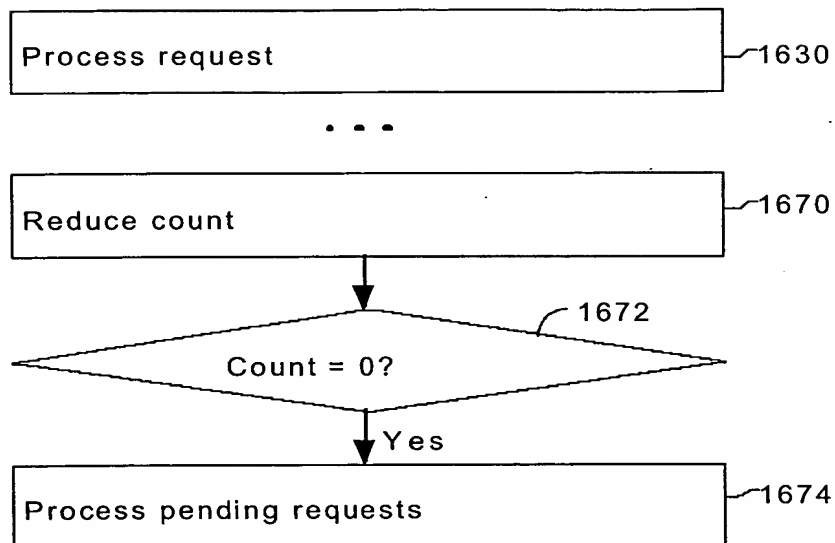 Process request
1630
. . .
Reduce count
1670
1672
Count = 0?
Yes
Process pending requests
1674